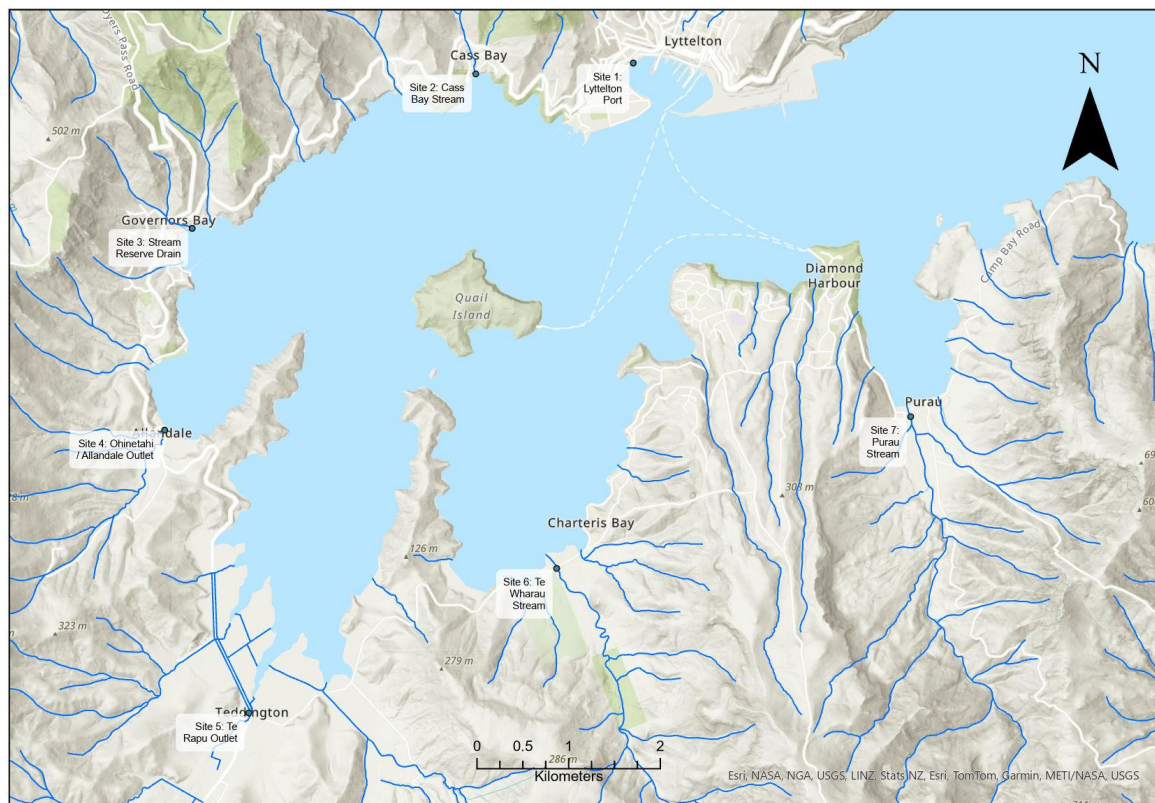 Lyttelton
Cass Bay
Site 1:
Lyttelton
Port
Site 2: Cass
Bay Stream
N
Pass Road
502 m
Governors Bay
Site 3: Stream
Reserve Drain
Camp Bay Road
Diamond
Harbour
Quail
Island
Purau
Site 7:
Purau
Stream
Allandale
Site 4: Ohinetahi
/ Allandale Outlet
303 m
Charteris Bay
126 m
Site 6: Te
Wharau
Stream
323 m
279 m
Teddington
Site 5: Te
Rapu Outlet
0 0.5 1 2
Kilometers
286 m
Esri, NASA, NGA, USGS, LINZ. Stats NZ, Esri, TomTom, Garmin, METI/NASA, USGS